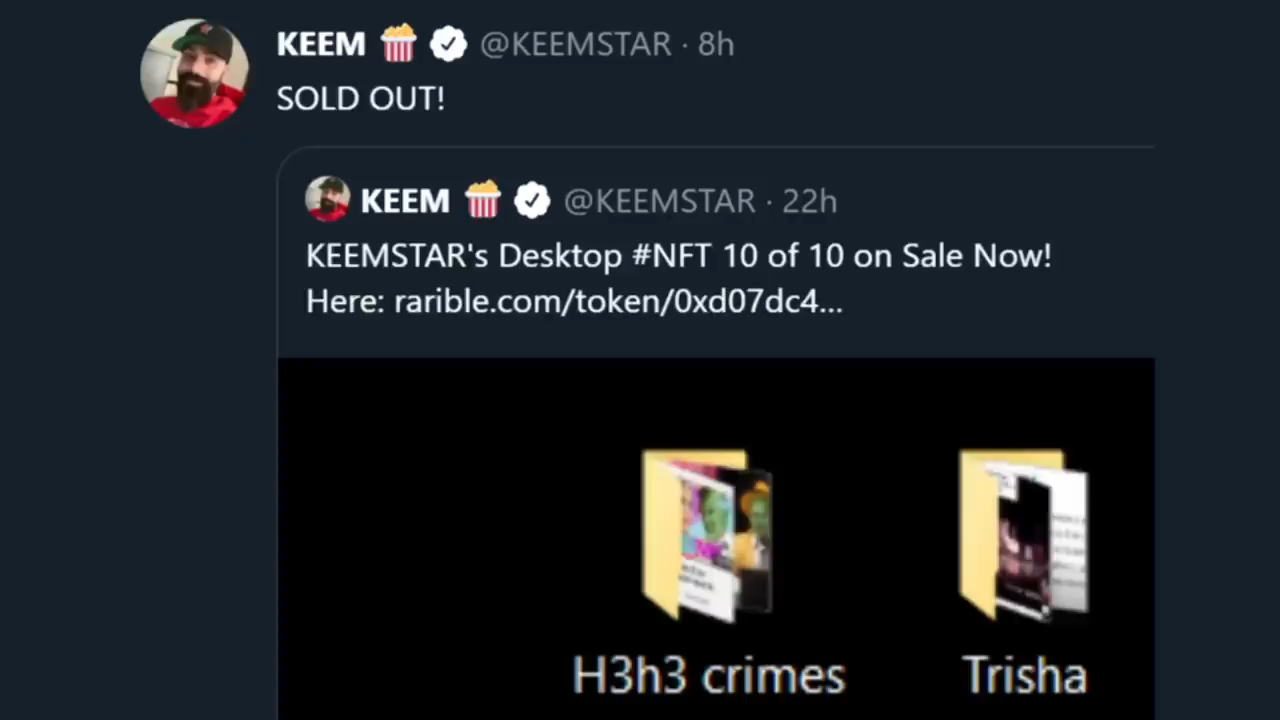 KEEM 🍿 @KEEMSTAR · 8h
SOLD OUT!
KEEM 🍿 @KEEMSTAR · 22h
KEEMSTAR's Desktop #NFT 10 of 10 on Sale Now!
Here: rarible.com/token/0xd07dc4...
H3h3 crimes
Trisha